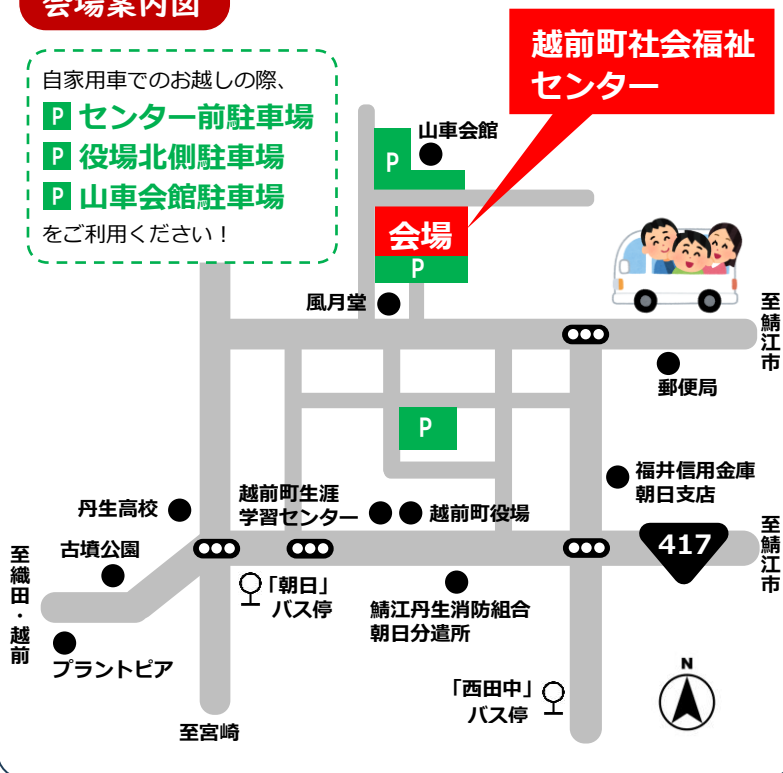 会場案内図
越前町社会福祉
センター
自家用車でのお越しの際、
P センター前駐車場
P 役場北側駐車場
P 山車会館駐車場
をご利用ください！
山車会館
P
会場
P
風月堂
至鯖江市
郵便局
P
福井信用金庫
朝日支店
丹生高校
越前町生涯
学習センター
越前町役場
古墳公園
417
至鯖江市
至織田・越前
「朝日」
バス停
鯖江丹生消防組合
朝日分遣所
プラントピア
「西田中」
バス停
N
至宮崎